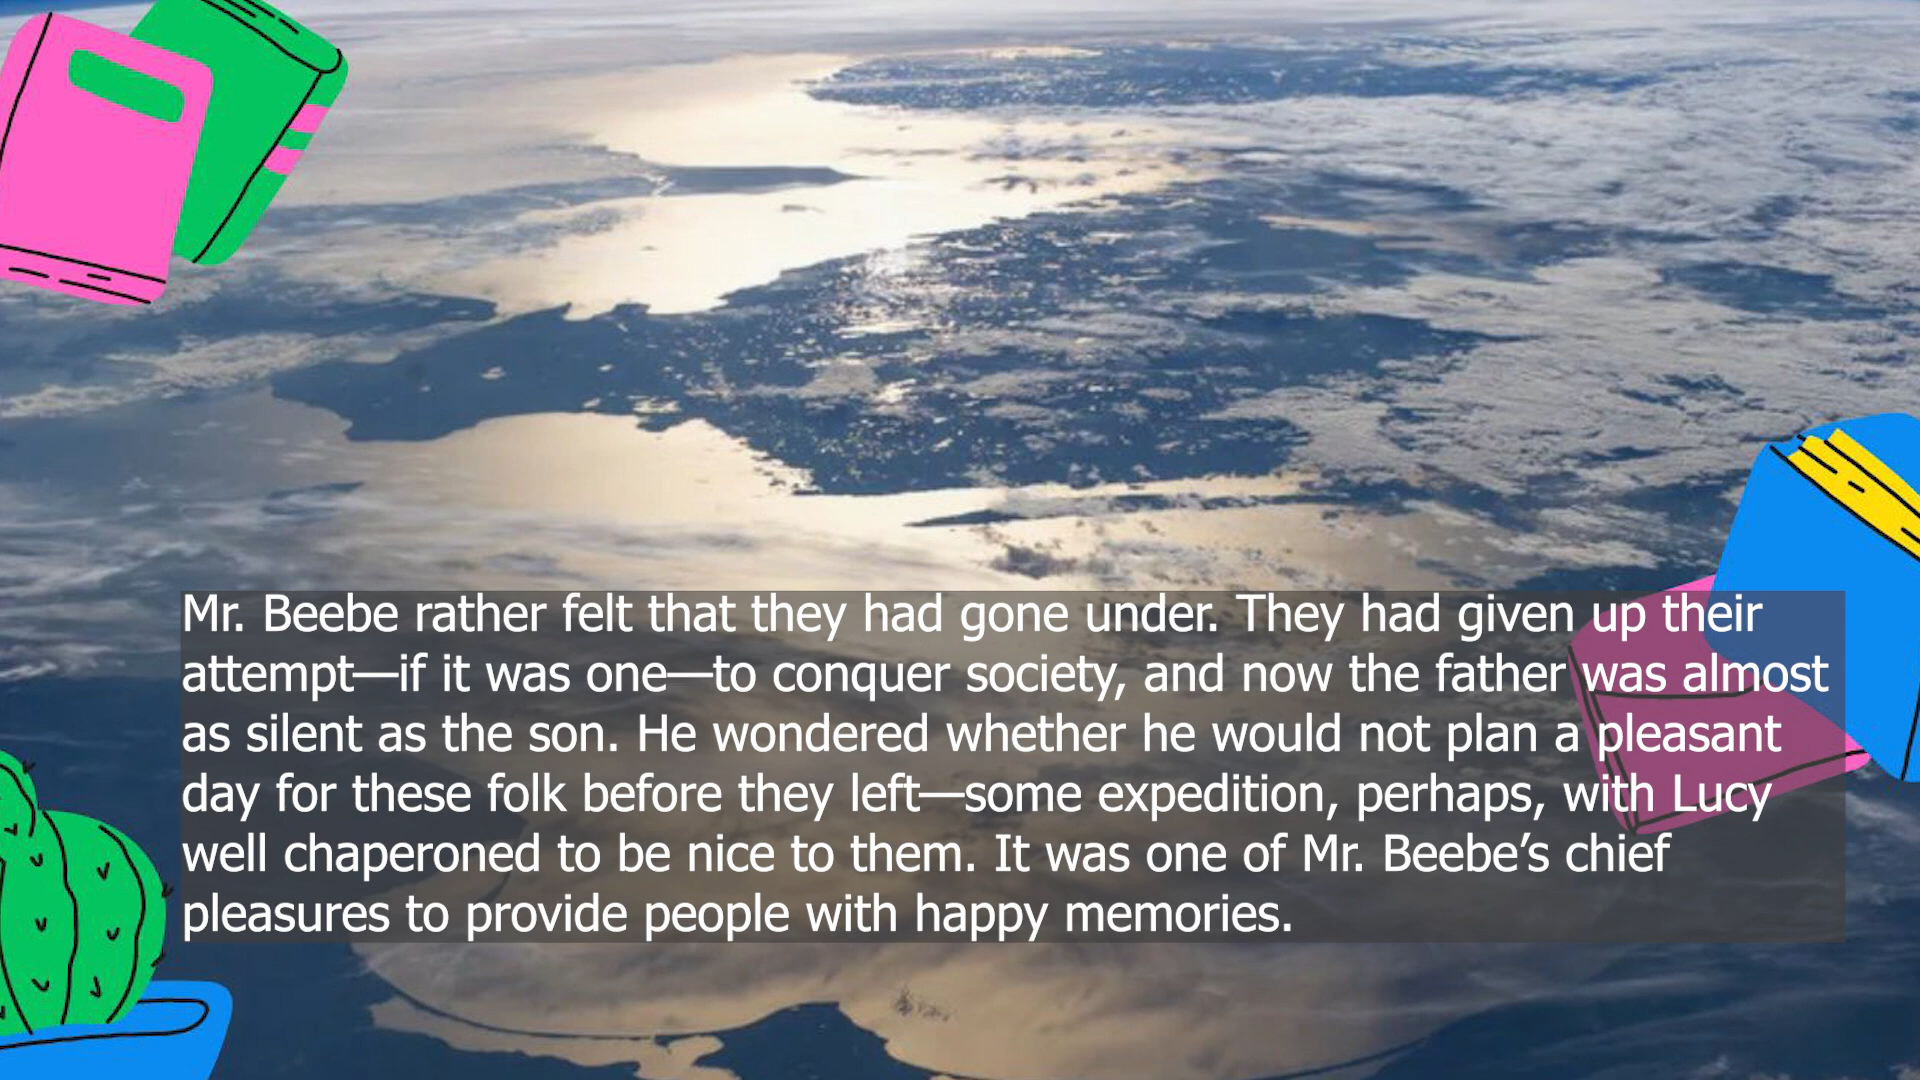 Mr. Beebe rather felt that they had gone under. They had given up their
attempt—if it was one—to conquer society, and now the father was almost
as silent as the son. He wondered whether he would not plan a pleasant
day for these folk before they left—some expedition, perhaps, with Lucy
well chaperoned to be nice to them. It was one of Mr. Beebe’s chief
pleasures to provide people with happy memories.